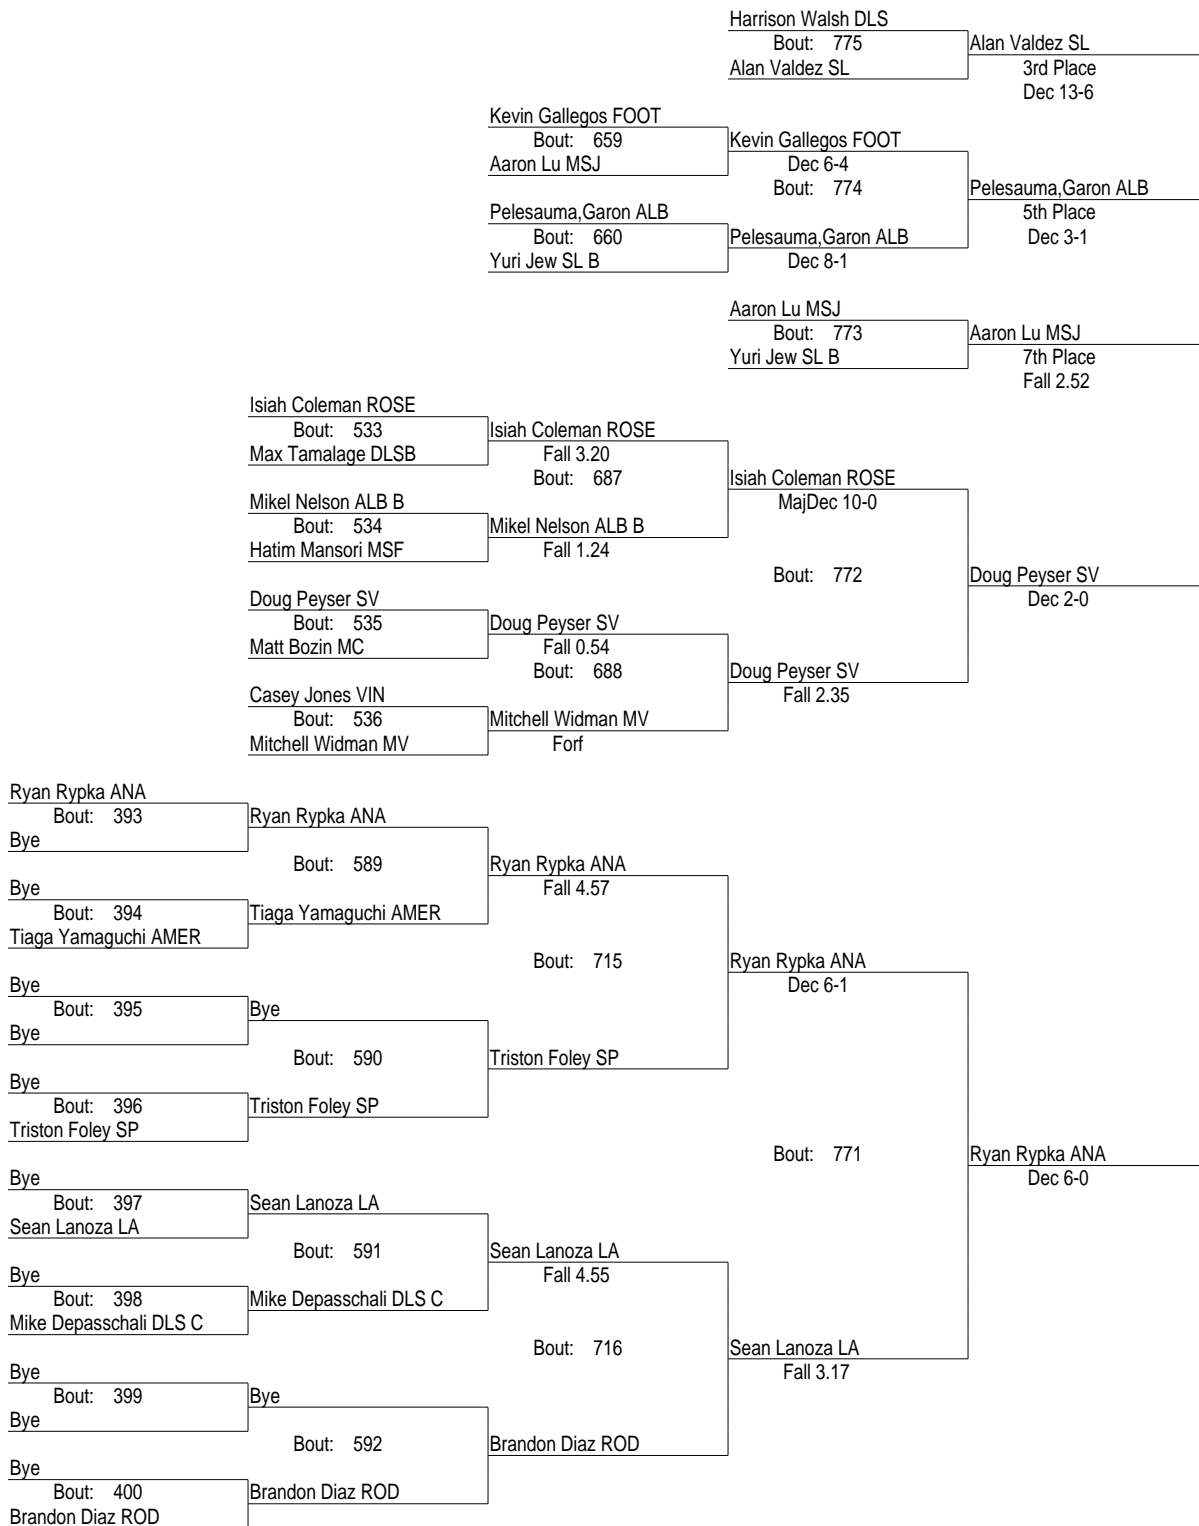 Harrison Walsh DLS
Bout: 775
Alan Valdez SL
Alan Valdez SL
3rd Place
Dec 13-6
Kevin Gallegos FOOT
Bout: 659
Aaron Lu MSJ
Kevin Gallegos FOOT
Dec 6-4
Bout: 774
Pelesauma,Garon ALB
5th Place
Dec 3-1
Pelesauma,Garon ALB
Bout: 660
Yuri Jew SL B
Pelesauma,Garon ALB
Dec 8-1
Aaron Lu MSJ
Bout: 773
Yuri Jew SL B
Aaron Lu MSJ
7th Place
Fall 2.52
Isiah Coleman ROSE
Bout: 533
Max Tamalage DLSB
Isiah Coleman ROSE
Fall 3.20
Bout: 687
Isiah Coleman ROSE
MajDec 10-0
Mikel Nelson ALB B
Bout: 534
Hatim Mansori MSF
Mikel Nelson ALB B
Fall 1.24
Bout: 772
Doug Peyser SV
Dec 2-0
Doug Peyser SV
Bout: 535
Matt Bozin MC
Doug Peyser SV
Fall 0.54
Bout: 688
Doug Peyser SV
Fall 2.35
Casey Jones VIN
Bout: 536
Mitchell Widman MV
Mitchell Widman MV
Forf
Ryan Rypka ANA
Bout: 393
Bye
Ryan Rypka ANA
Bout: 589
Ryan Rypka ANA
Fall 4.57
Bye
Bout: 394
Tiaga Yamaguchi AMER
Tiaga Yamaguchi AMER
Bout: 715
Ryan Rypka ANA
Dec 6-1
Bye
Bout: 395
Bye
Bye
Bout: 590
Triston Foley SP
Bye
Bout: 396
Triston Foley SP
Triston Foley SP
Bout: 771
Ryan Rypka ANA
Dec 6-0
Bye
Bout: 397
Sean Lanoza LA
Sean Lanoza LA
Bout: 591
Sean Lanoza LA
Fall 4.55
Bye
Bout: 398
Mike Depasschali DLS C
Mike Depasschali DLS C
Bout: 716
Sean Lanoza LA
Fall 3.17
Bye
Bout: 399
Bye
Bye
Bout: 592
Brandon Diaz ROD
Bye
Bout: 400
Brandon Diaz ROD
Brandon Diaz ROD